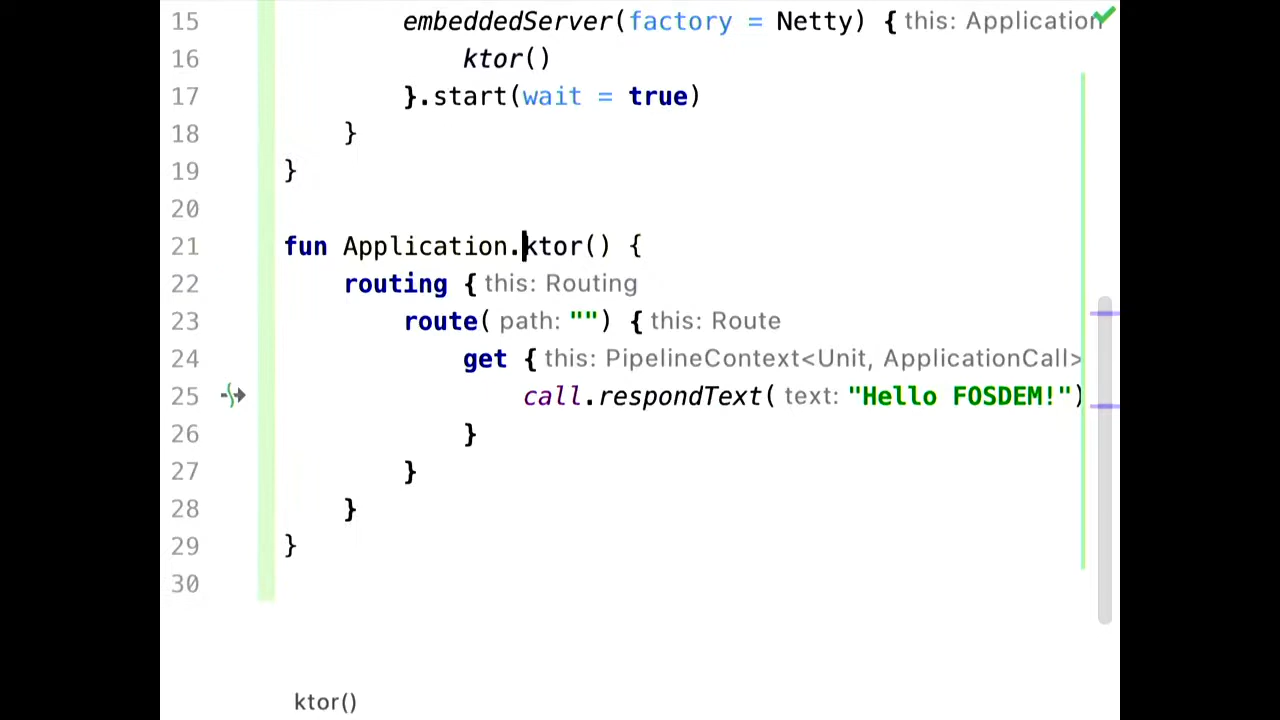 15 embeddedServer(factory = Netty) { this: Application
16 ktor()
17 }.start(wait = true)
18 }
19 }
20
21 fun Application.ktor() {
22 routing { this: Routing
23 route( path: "") { this: Route
24 get { this: PipelineContext<Unit, ApplicationCall>
25 call.respondText( text: "Hello FOSDEM!")
26 }
27 }
28 }
29 }
30
ktor()